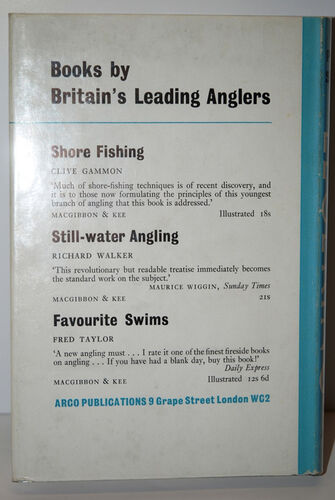 Books by
Britain's Leading Anglers
Shore Fishing
CLIVE GAMMON
'Much of shore-fishing techniques is of recent discovery, and
it is to those now formulating the principles of this youngest
branch of angling that this book is addressed.'
MACGIBBON & KEE Illustrated 18s
Still-water Angling
RICHARD WALKER
'This revolutionary but readable treatise immediately becomes
the standard work on the subject.'
MAURICE WIGGIN, Sunday Times
MACGIBBON & KEE 21s
Favourite Swims
FRED TAYLOR
'A new angling must . . . I rate it one of the finest fireside books
on angling . . . If you have had a blank day, buy this book!'
Daily Express
MACGIBBON & KEE Illustrated 12s 6d
ARCO PUBLICATIONS 9 Grape Street London WC2